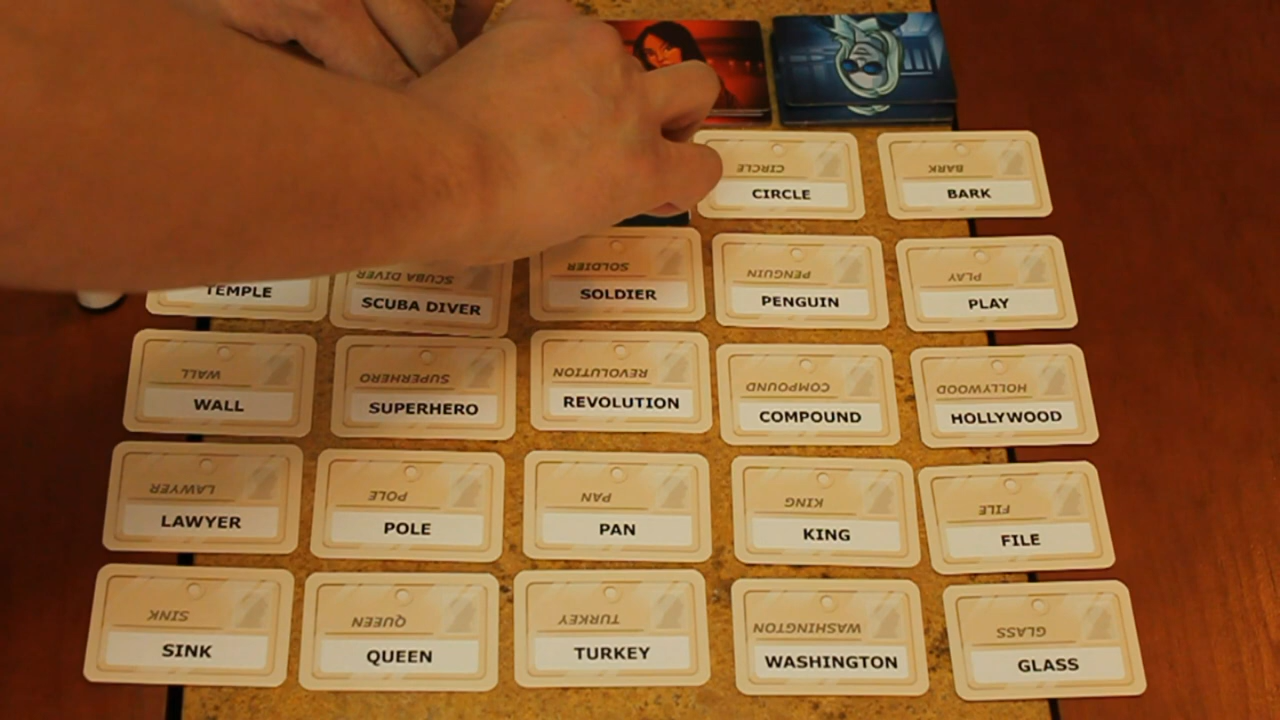 CIRCLE
CIRCLE
BARK
BARK
TEMPLE
SCUBA DIVER
SCUBA DIVER
SOLDIER
SOLDIER
PENGUIN
PENGUIN
PLAY
PLAY
WALL
WALL
SUPERHERO
SUPERHERO
REVOLUTION
REVOLUTION
COMPOUND
COMPOUND
HOLLYWOOD
HOLLYWOOD
LAWYER
LAWYER
POLE
POLE
PAN
PAN
KING
KING
FILE
FILE
SINK
SINK
QUEEN
QUEEN
TURKEY
TURKEY
WASHINGTON
WASHINGTON
GLASS
GLASS